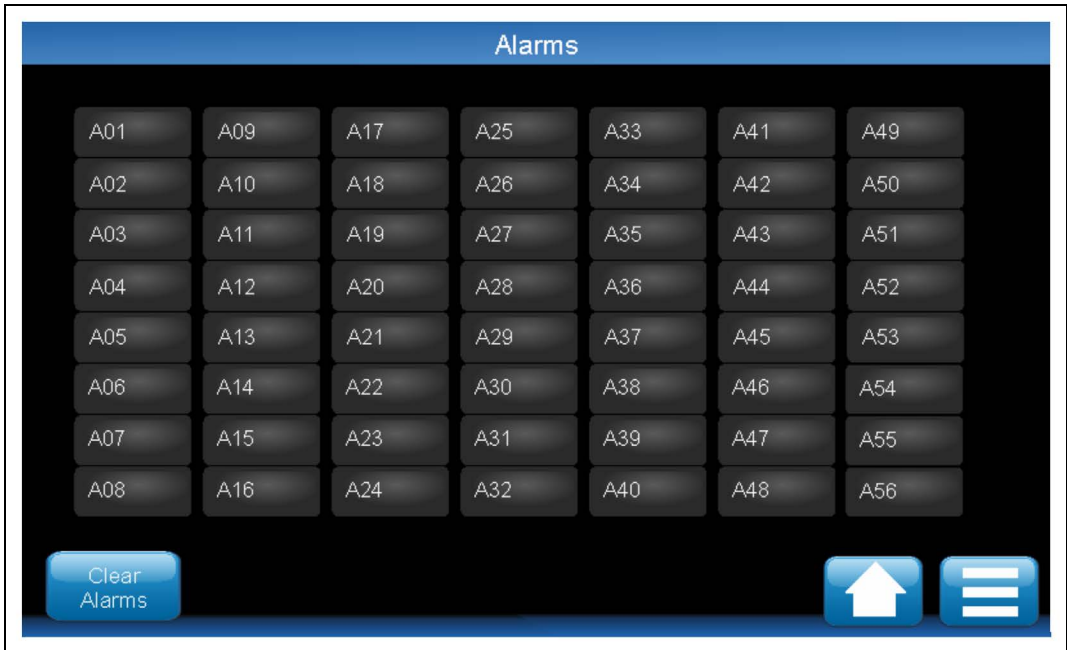 Alarms
A01 A09 A17 A25 A33 A41 A49
A02 A10 A18 A26 A34 A42 A50
A03 A11 A19 A27 A35 A43 A51
A04 A12 A20 A28 A36 A44 A52
A05 A13 A21 A29 A37 A45 A53
A06 A14 A22 A30 A38 A46 A54
A07 A15 A23 A31 A39 A47 A55
A08 A16 A24 A32 A40 A48 A56
Clear
Alarms